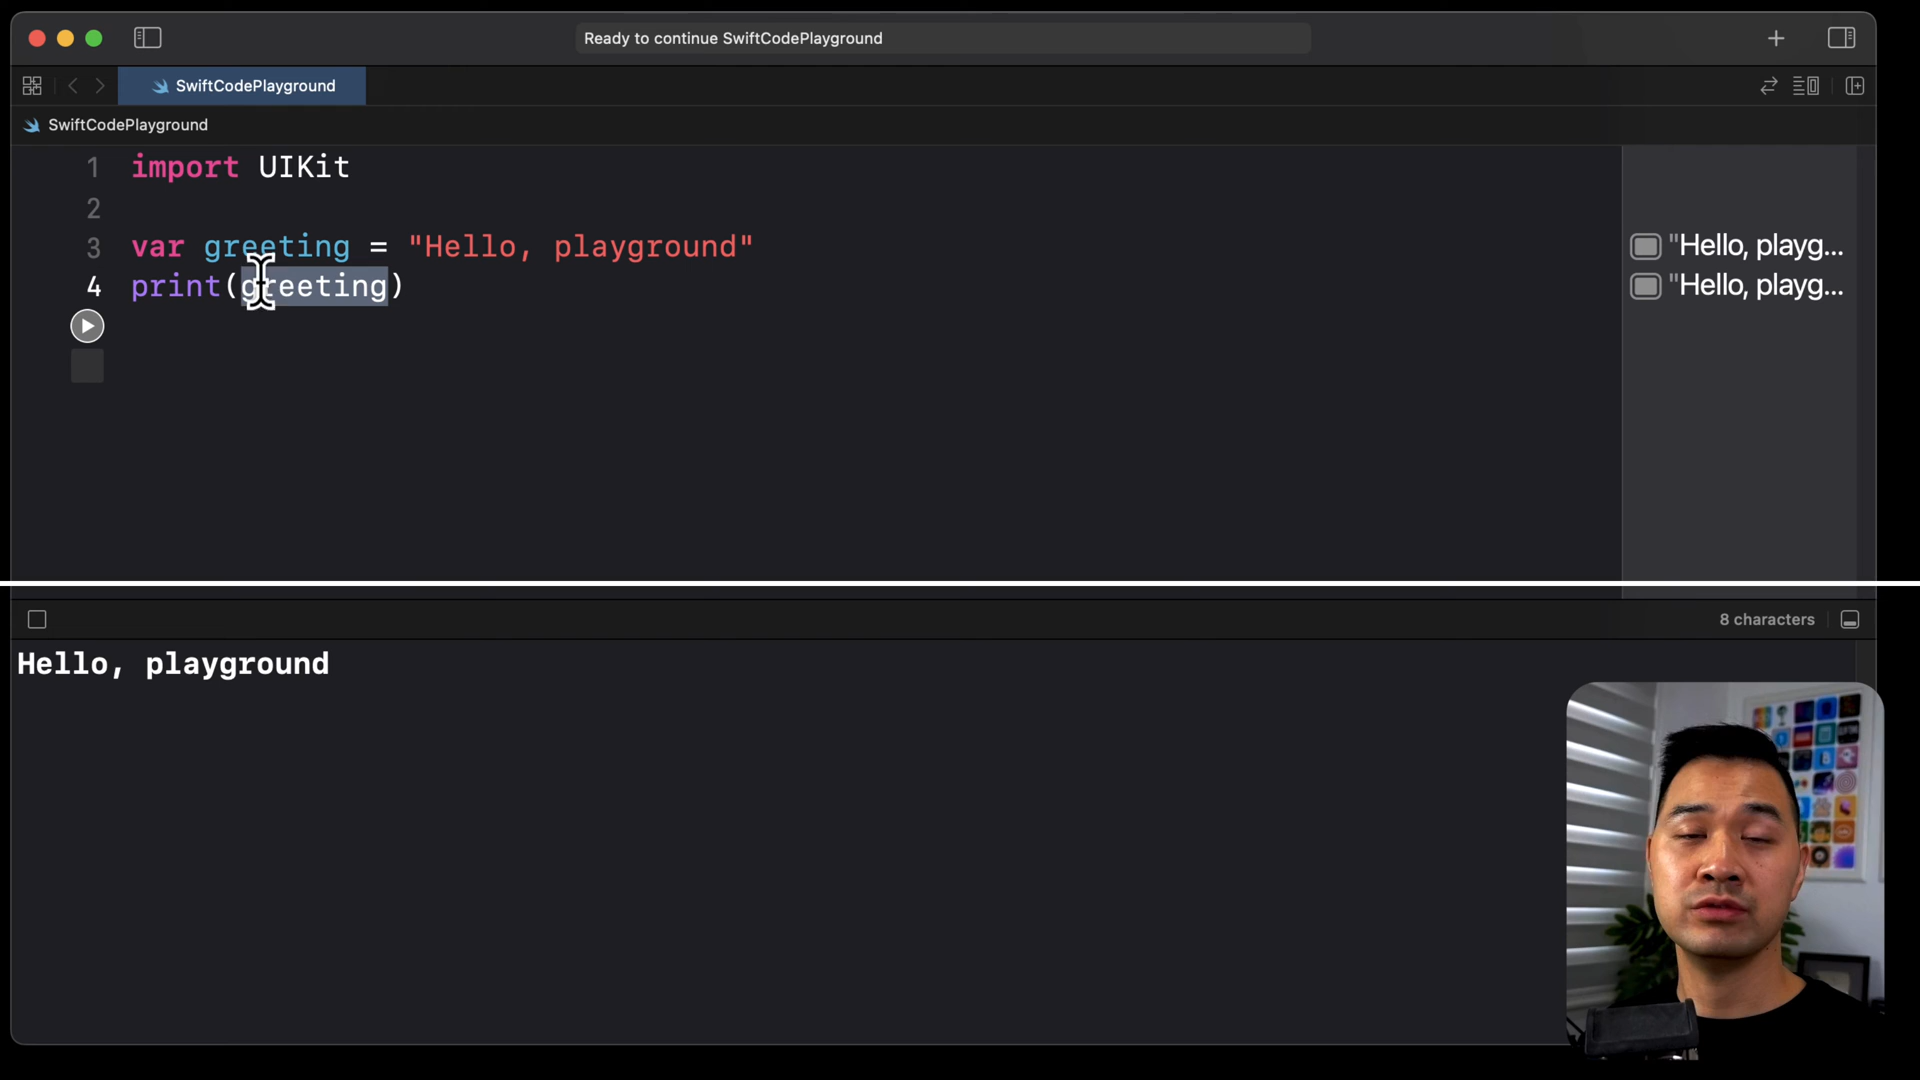 Ready to continue SwiftCodePlayground
SwiftCodePlayground
SwiftCodePlayground
1 import UIKit
2
3 var greeting = "Hello, playground"
4 print(greeting)
"Hello, playg...
"Hello, playg...
8 characters
Hello, playground